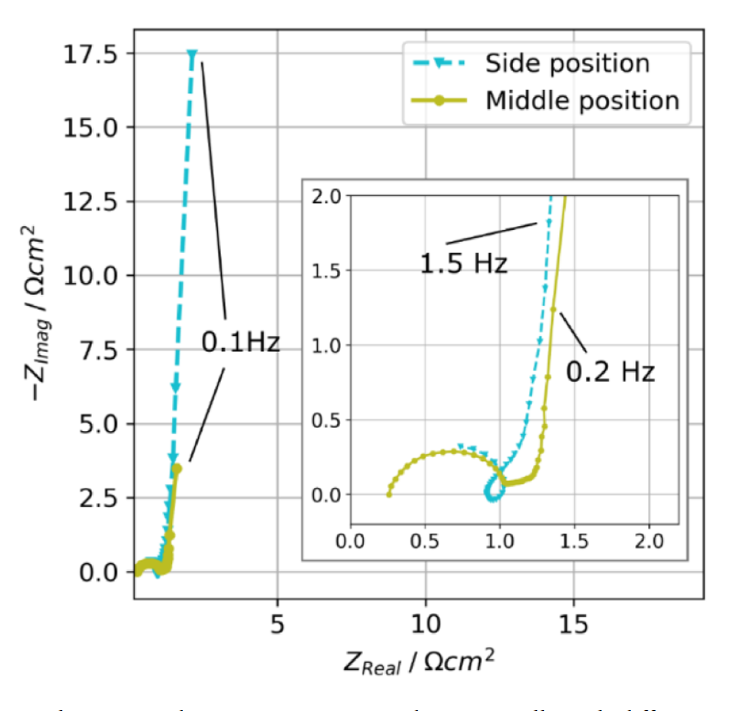 17.5
15.0
12.5
10.0
7.5
5.0
2.5
0.0
−Z_Imag / Ωcm²
Side position
Middle position
0.1Hz
2.0
1.5
1.0
0.5
0.0
1.5 Hz
0.2 Hz
0.0 0.5 1.0 1.5 2.0
5 10 15
Z_Real / Ωcm²